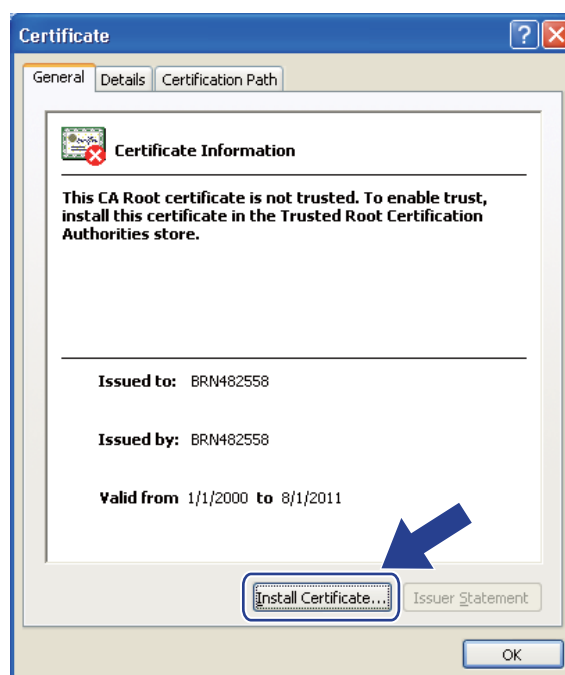 Certificate
General Details Certification Path
Certificate Information
This CA Root certificate is not trusted. To enable trust,
install this certificate in the Trusted Root Certification
Authorities store.
Issued to: BRN482558
Issued by: BRN482558
Valid from 1/1/2000 to 8/1/2011
Install Certificate... Issuer Statement
OK